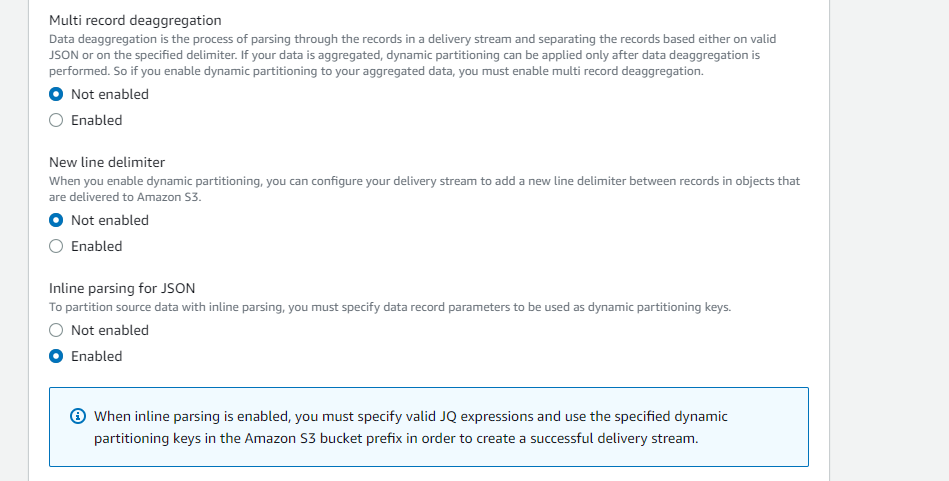 Multi record deaggregation
Data deaggregation is the process of parsing through the records in a delivery stream and separating the records based either on valid
JSON or on the specified delimiter. If your data is aggregated, dynamic partitioning can be applied only after data deaggregation is
performed. So if you enable dynamic partitioning to your aggregated data, you must enable multi record deaggregation.
Not enabled
Enabled
New line delimiter
When you enable dynamic partitioning, you can configure your delivery stream to add a new line delimiter between records in objects that
are delivered to Amazon S3.
Not enabled
Enabled
Inline parsing for JSON
To partition source data with inline parsing, you must specify data record parameters to be used as dynamic partitioning keys.
Not enabled
Enabled
When inline parsing is enabled, you must specify valid JQ expressions and use the specified dynamic
partitioning keys in the Amazon S3 bucket prefix in order to create a successful delivery stream.